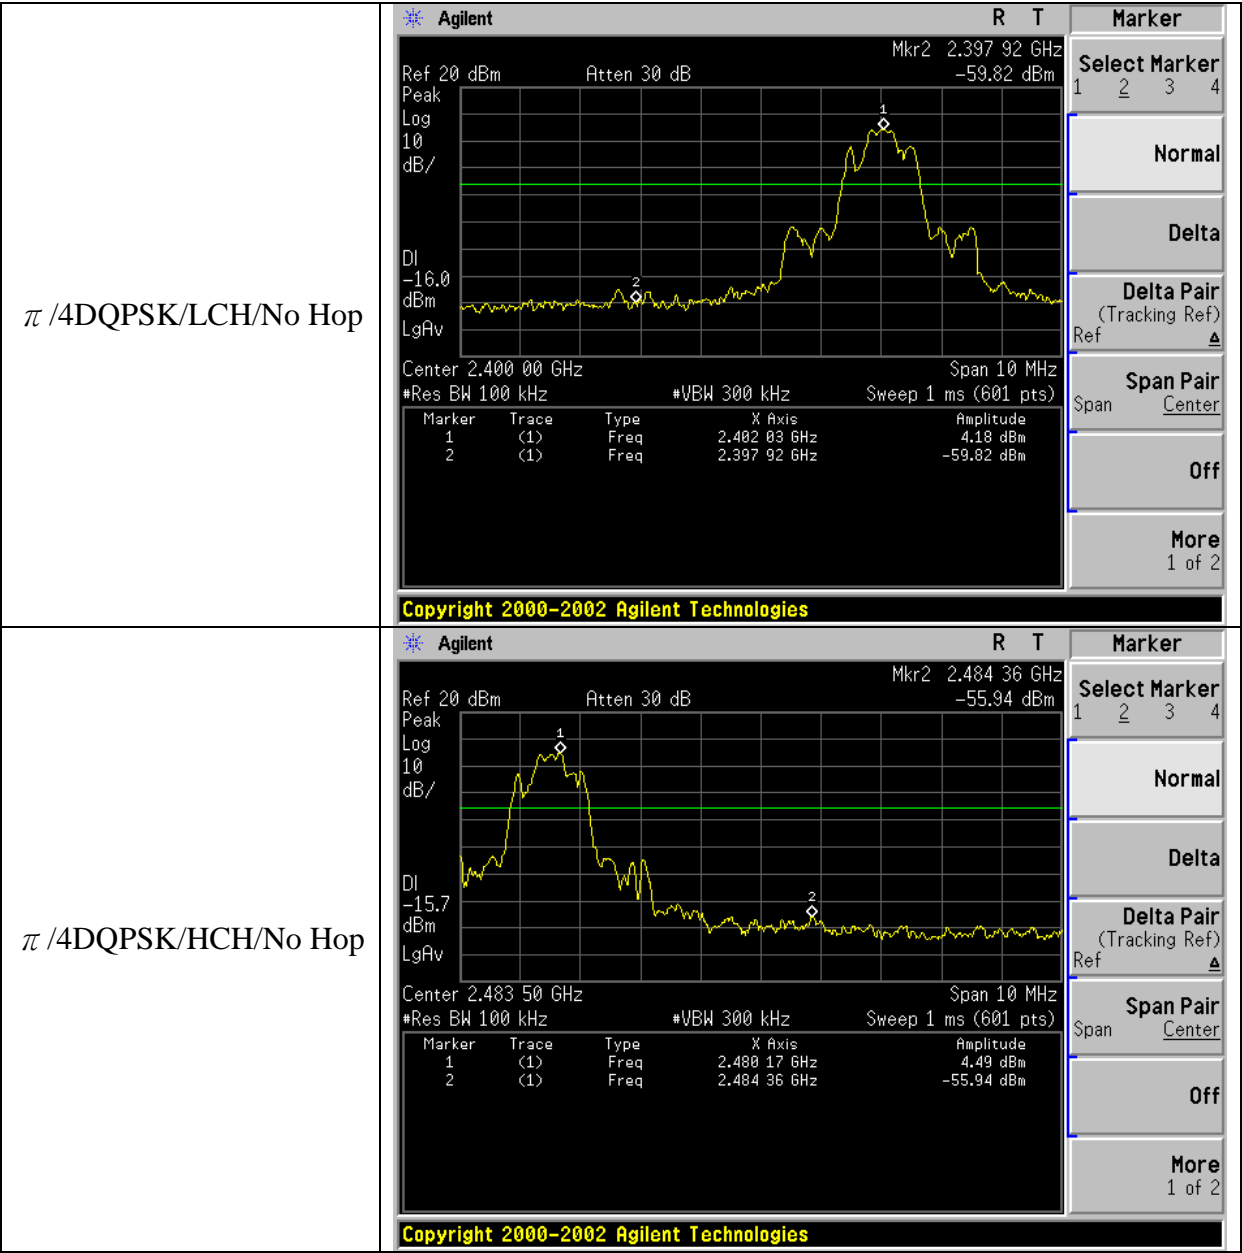 π/4DQPSK/LCH/No Hop
Agilent R T Marker
Mkr2 2.397 92 GHz
Ref 20 dBm Atten 30 dB -59.82 dBm
Peak
Log
10
dB/
1
2
DI
-16.0
dBm
LgAv
Center 2.400 00 GHz Span 10 MHz
#Res BW 100 kHz #VBW 300 kHz Sweep 1 ms (601 pts)
Marker Trace Type X Axis Amplitude
1 (1) Freq 2.402 03 GHz 4.18 dBm
2 (1) Freq 2.397 92 GHz -59.82 dBm
Select Marker
1 2 3 4
Normal
Delta
Delta Pair
(Tracking Ref)
Ref Δ
Span Pair
Span Center
Off
More
1 of 2
Copyright 2000-2002 Agilent Technologies
π/4DQPSK/HCH/No Hop
Agilent R T Marker
Mkr2 2.484 36 GHz
Ref 20 dBm Atten 30 dB -55.94 dBm
Peak
Log
10
dB/
1
2
DI
-15.7
dBm
LgAv
Center 2.483 50 GHz Span 10 MHz
#Res BW 100 kHz #VBW 300 kHz Sweep 1 ms (601 pts)
Marker Trace Type X Axis Amplitude
1 (1) Freq 2.480 17 GHz 4.49 dBm
2 (1) Freq 2.484 36 GHz -55.94 dBm
Select Marker
1 2 3 4
Normal
Delta
Delta Pair
(Tracking Ref)
Ref Δ
Span Pair
Span Center
Off
More
1 of 2
Copyright 2000-2002 Agilent Technologies